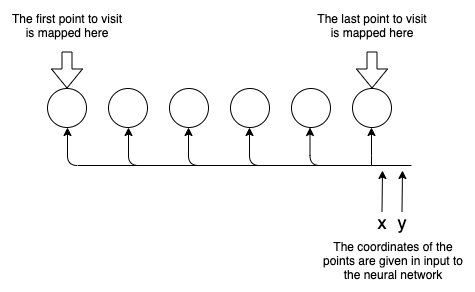 The first point to visit
is mapped here
The last point to visit
is mapped here
x y
The coordinates of the
points are given in input to
the neural network